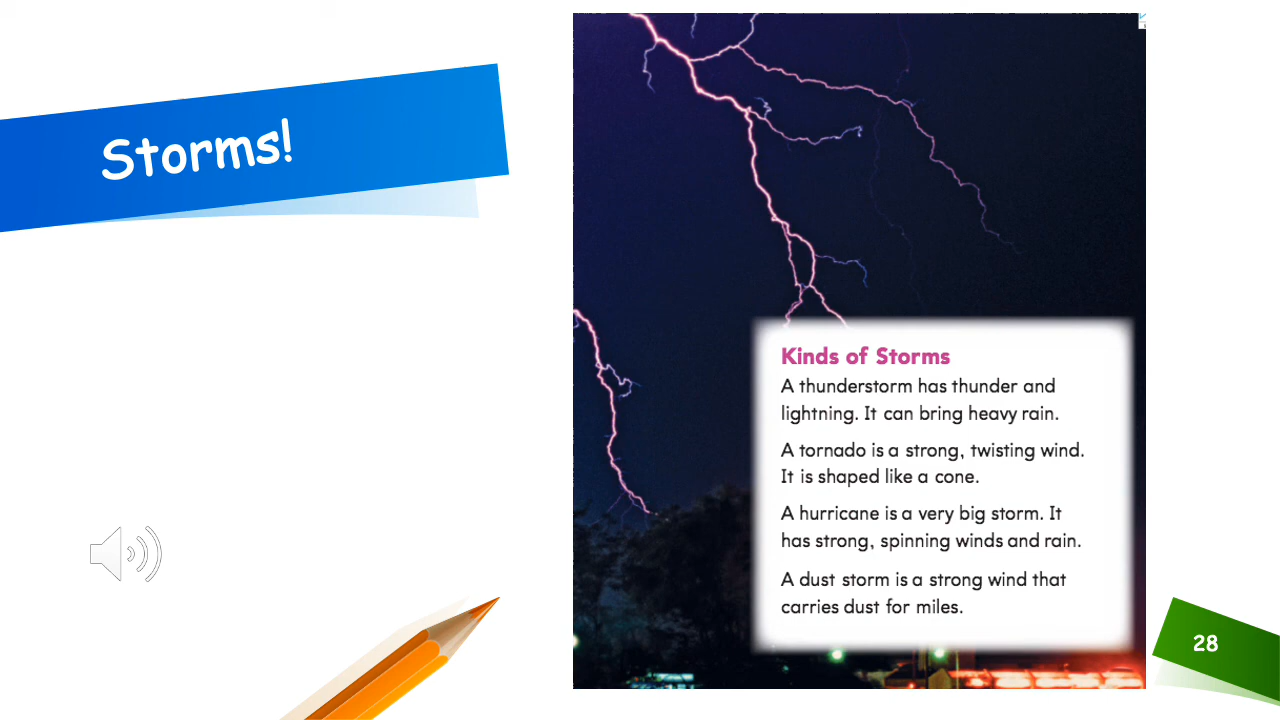 Storms!
Kinds of Storms
A thunderstorm has thunder and
lightning. It can bring heavy rain.
A tornado is a strong, twisting wind.
It is shaped like a cone.
A hurricane is a very big storm. It
has strong, spinning winds and rain.
A dust storm is a strong wind that
carries dust for miles.
28